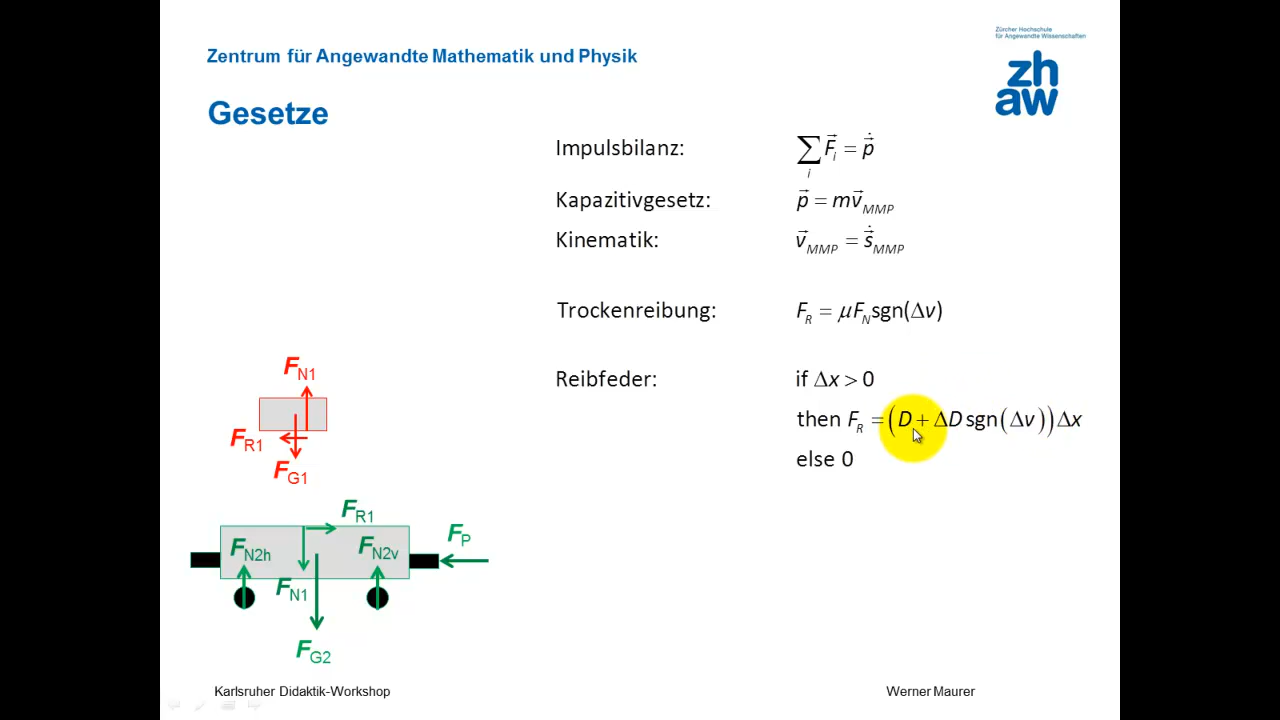 Zürcher Hochschule
für Angewandte Wissenschaften
zh
aw
Zentrum für Angewandte Mathematik und Physik
Gesetze
Impulsbilanz: ∑_i F⃗_i = ṗ⃗
Kapazitivgesetz: p⃗ = mv⃗_MMP
Kinematik: v⃗_MMP = ṡ⃗_MMP
Trockenreibung: F_R = μF_N sgn(Δv)
Reibfeder: if Δx > 0
then F_R = (D + ΔD sgn(Δv))Δx
else 0
F_N1
F_R1
F_G1
F_R1
F_P
F_N2h
F_N2v
F_N1
F_G2
Karlsruher Didaktik-Workshop
Werner Maurer